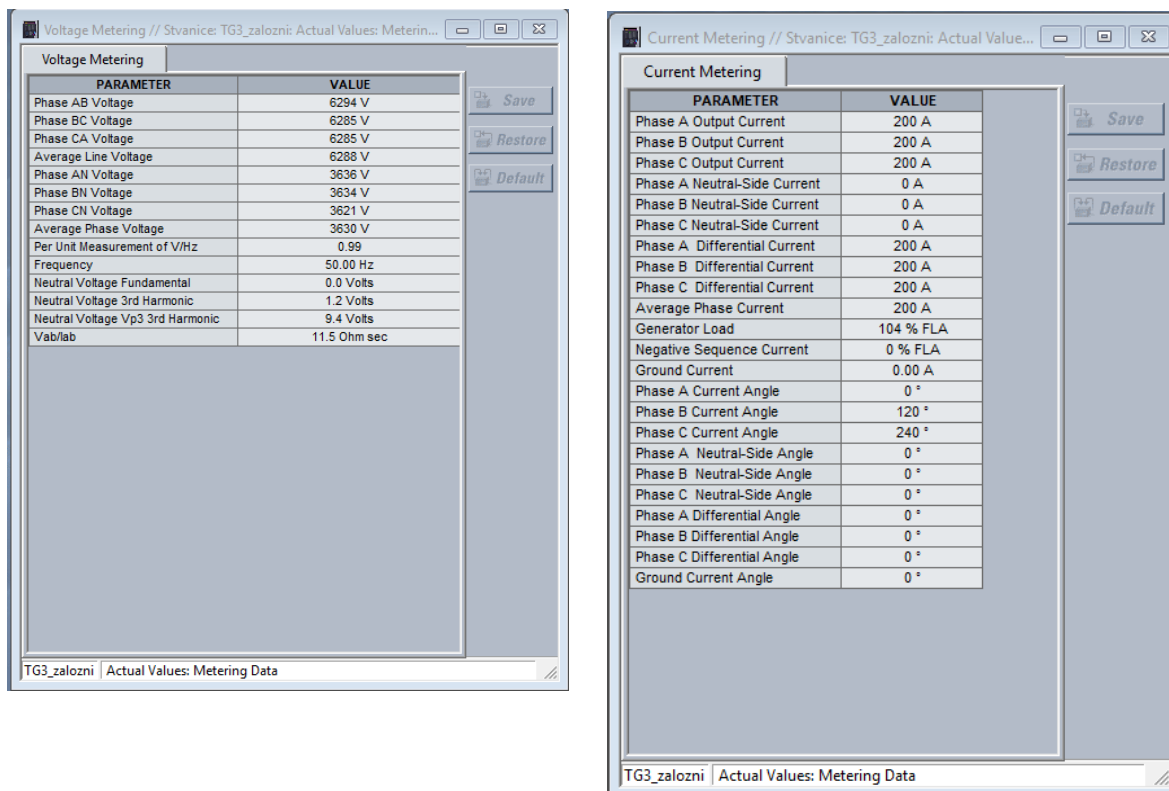 Voltage Metering // Stvanice: TG3_zalozni: Actual Values: Meterin...
Voltage Metering
PARAMETER VALUE
Phase AB Voltage 6294 V
Phase BC Voltage 6285 V
Phase CA Voltage 6285 V
Average Line Voltage 6288 V
Phase AN Voltage 3636 V
Phase BN Voltage 3634 V
Phase CN Voltage 3621 V
Average Phase Voltage 3630 V
Per Unit Measurement of V/Hz 0.99
Frequency 50.00 Hz
Neutral Voltage Fundamental 0.0 Volts
Neutral Voltage 3rd Harmonic 1.2 Volts
Neutral Voltage Vp3 3rd Harmonic 9.4 Volts
Vab/Iab 11.5 Ohm sec
Save
Restore
Default
TG3_zalozni Actual Values: Metering Data
Current Metering // Stvanice: TG3_zalozni: Actual Value...
Current Metering
PARAMETER VALUE
Phase A Output Current 200 A
Phase B Output Current 200 A
Phase C Output Current 200 A
Phase A Neutral-Side Current 0 A
Phase B Neutral-Side Current 0 A
Phase C Neutral-Side Current 0 A
Phase A Differential Current 200 A
Phase B Differential Current 200 A
Phase C Differential Current 200 A
Average Phase Current 200 A
Generator Load 104 % FLA
Negative Sequence Current 0 % FLA
Ground Current 0.00 A
Phase A Current Angle 0 °
Phase B Current Angle 120 °
Phase C Current Angle 240 °
Phase A Neutral-Side Angle 0 °
Phase B Neutral-Side Angle 0 °
Phase C Neutral-Side Angle 0 °
Phase A Differential Angle 0 °
Phase B Differential Angle 0 °
Phase C Differential Angle 0 °
Ground Current Angle 0 °
Save
Restore
Default
TG3_zalozni Actual Values: Metering Data